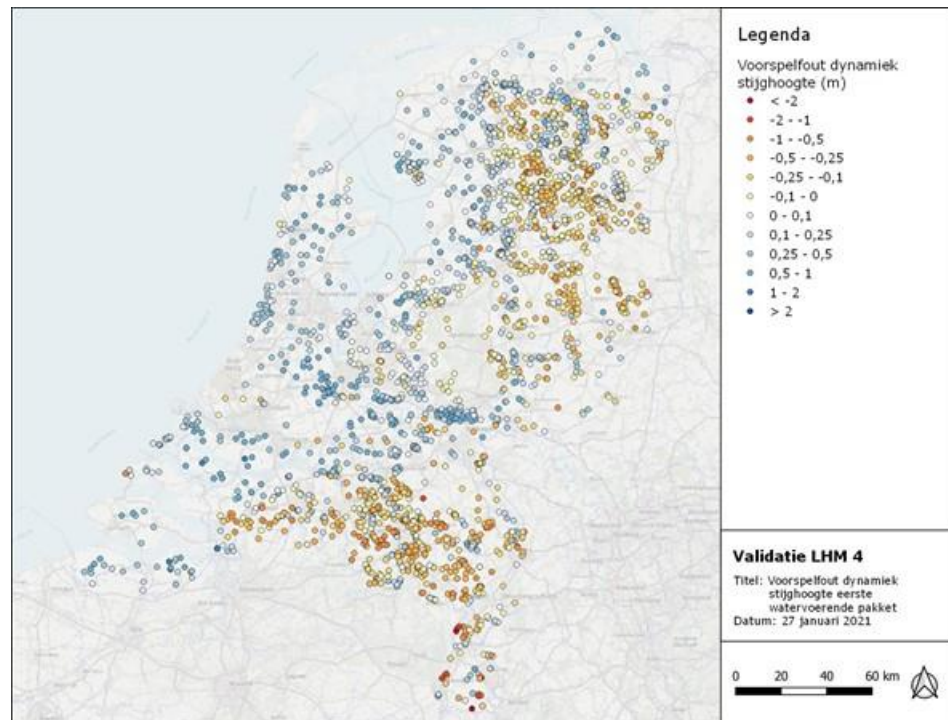 Legenda
Voorspelfout dynamiek
stijghoogte (m)
< -2
-2 - -1
-1 - -0,5
-0,5 - -0,25
-0,25 - -0,1
-0,1 - 0
0 - 0,1
0,1 - 0,25
0,25 - 0,5
0,5 - 1
1 - 2
> 2
Validatie LHM 4
Titel: Voorspelfout dynamiek
stijghoogte eerste
watervoerende pakket
Datum: 27 januari 2021
0 20 40 60 km